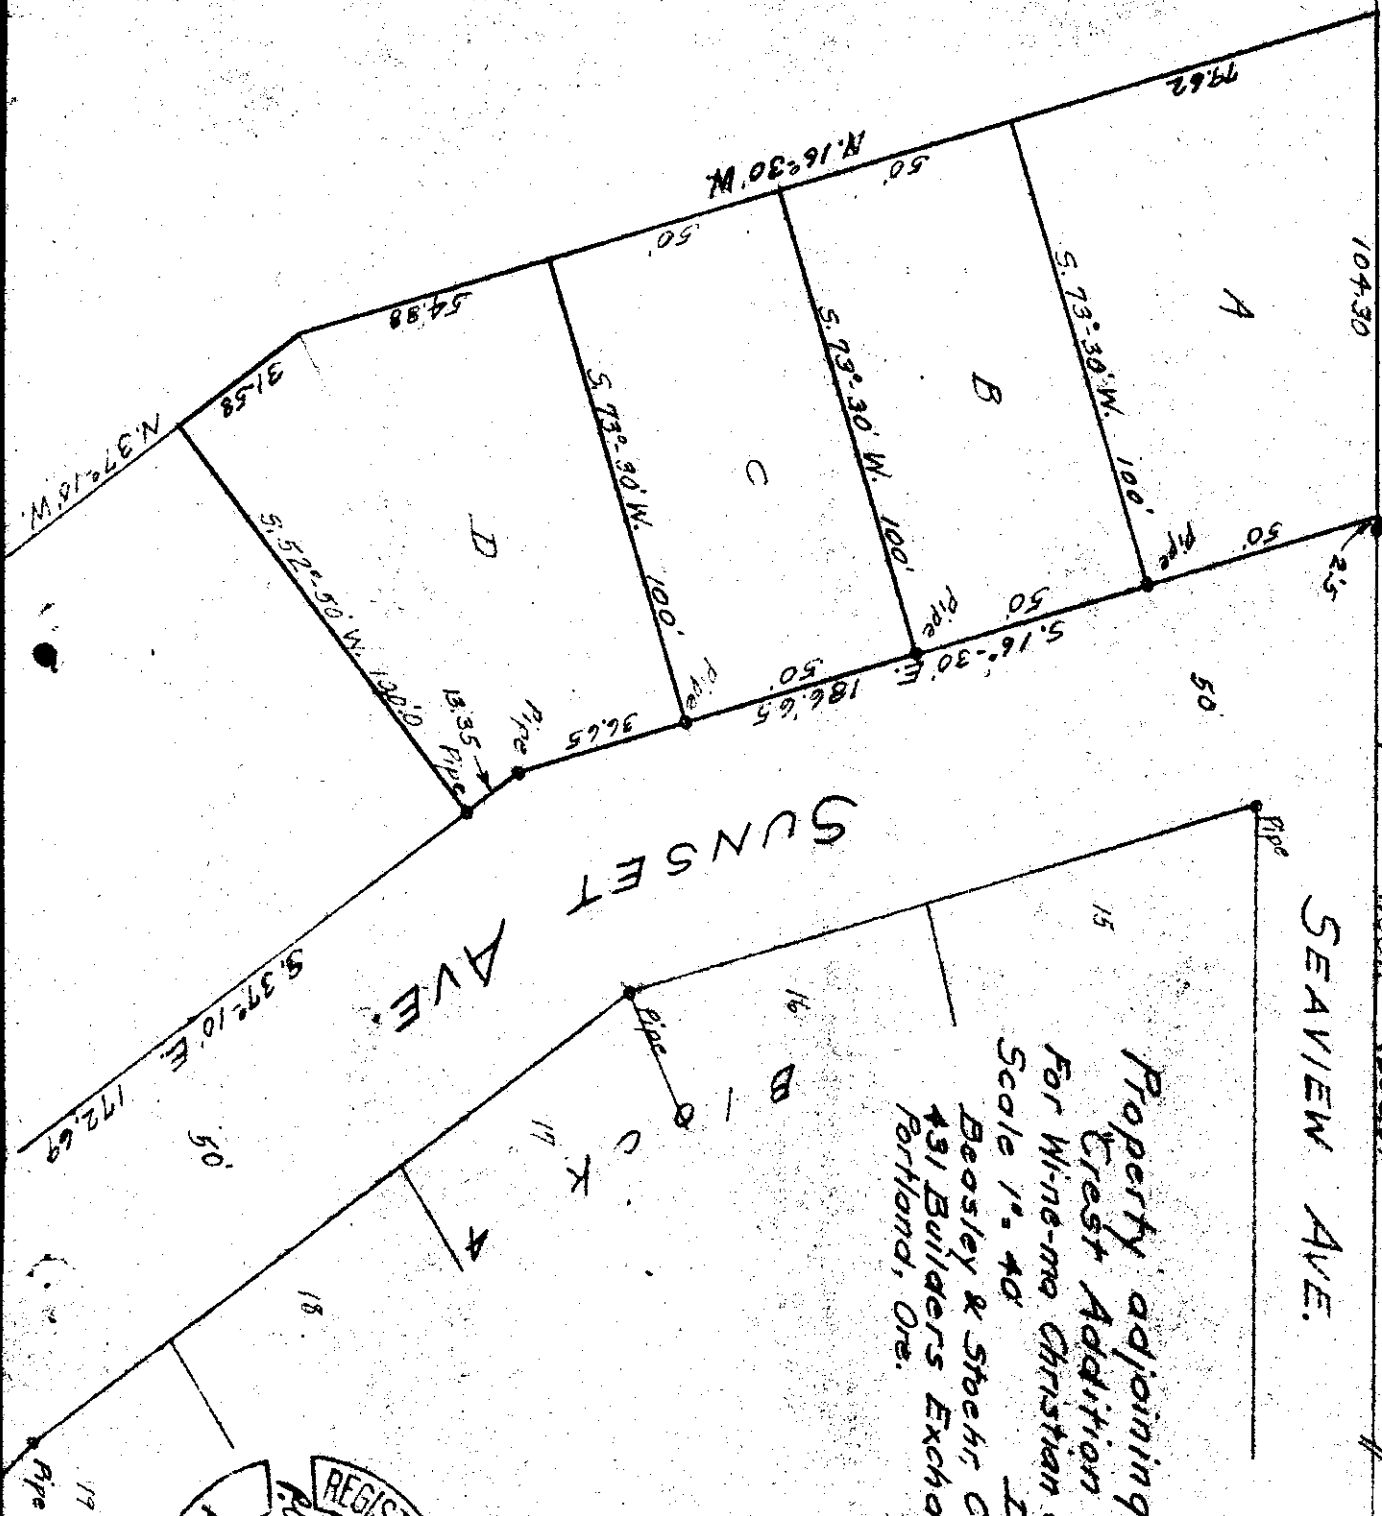 79.62
104.30
N.16°-30'W.
50'
50'
A
S. 73°-30' W. 100'
B
S. 73°-30' W. 100'
C
S. 73°-30' W. 100'
54.88
31.58
N.37°-10'W.
D
S. 52°-50' W. 100.0
13.35
Pipe
Pipe
36.65
Pipe
50'
186.65
S.16°-30'E.
Pipe
50'
Pipe
50'
2.5
50'
SUNSET AVE.
S.37°-10'E. 172.69
50'
Pipe
SEAVIEW AVE.
15
16
Pipe
BLOCK
4
17
18
19
Pipe
Property adjoining
Crest Addition
For Wi-ne-ma Christian
Scale 1"= 40'
Beasley & Stoehr, C
431 Builders Excha
Portland, Ore.
REGIST